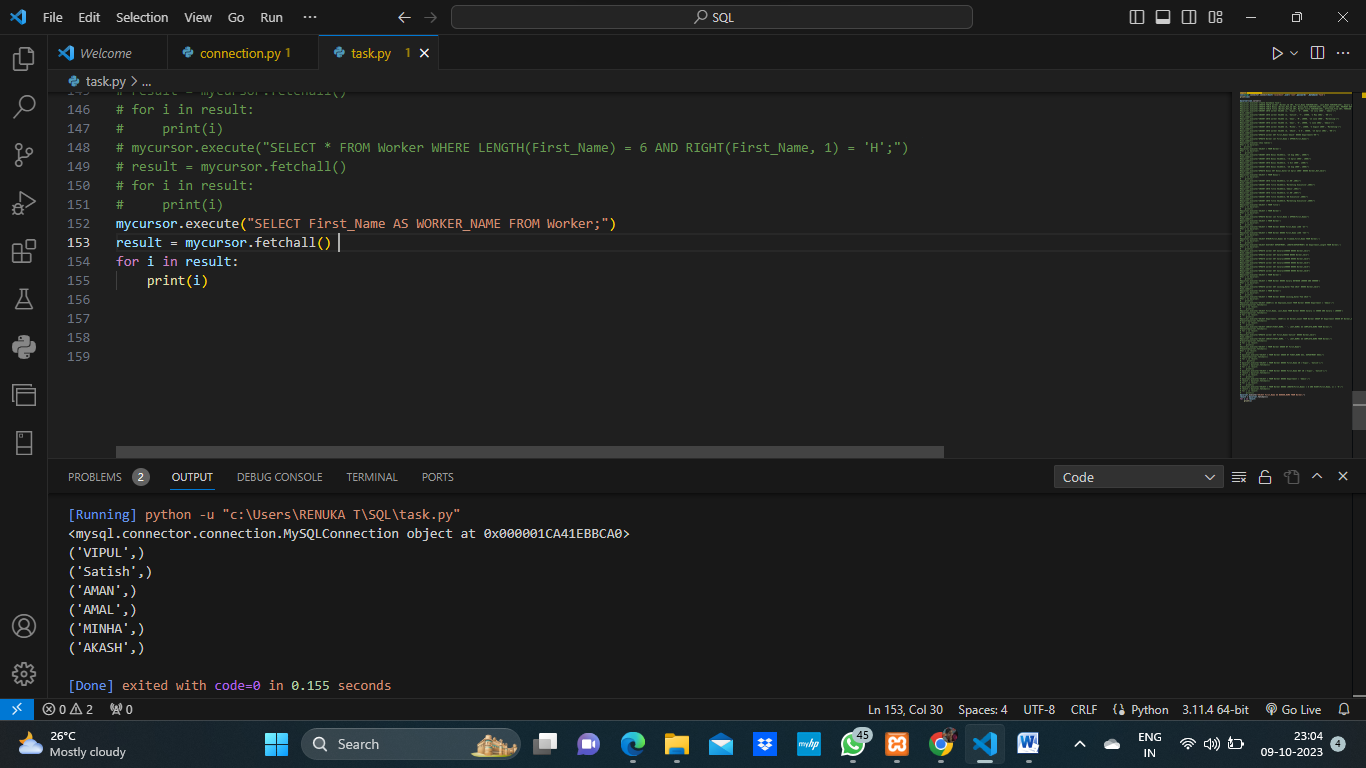 File Edit Selection View Go Run ··· SQL
Welcome connection.py 1 task.py 1
task.py > ...
145 # result = mycursor.fetchall()
146 # for i in result:
147 #     print(i)
148 # mycursor.execute("SELECT * FROM Worker WHERE LENGTH(First_Name) = 6 AND RIGHT(First_Name, 1) = 'H';")
149 # result = mycursor.fetchall()
150 # for i in result:
151 #     print(i)
152 mycursor.execute("SELECT First_Name AS WORKER_NAME FROM Worker;")
153 result = mycursor.fetchall()
154 for i in result:
155     print(i)
156
157
158
159
PROBLEMS 2 OUTPUT DEBUG CONSOLE TERMINAL PORTS Code
[Running] python -u "c:\Users\RENUKA T\SQL\task.py"
<mysql.connector.connection.MySQLConnection object at 0x000001CA41EBBCA0>
('VIPUL',)
('Satish',)
('AMAN',)
('AMAL',)
('MINHA',)
('AKASH',)
[Done] exited with code=0 in 0.155 seconds
0 2 0 Ln 153, Col 30 Spaces: 4 UTF-8 CRLF Python 3.11.4 64-bit Go Live
26°C
Mostly cloudy
Search
myhp
45
ENG
IN
23:04
09-10-2023
4